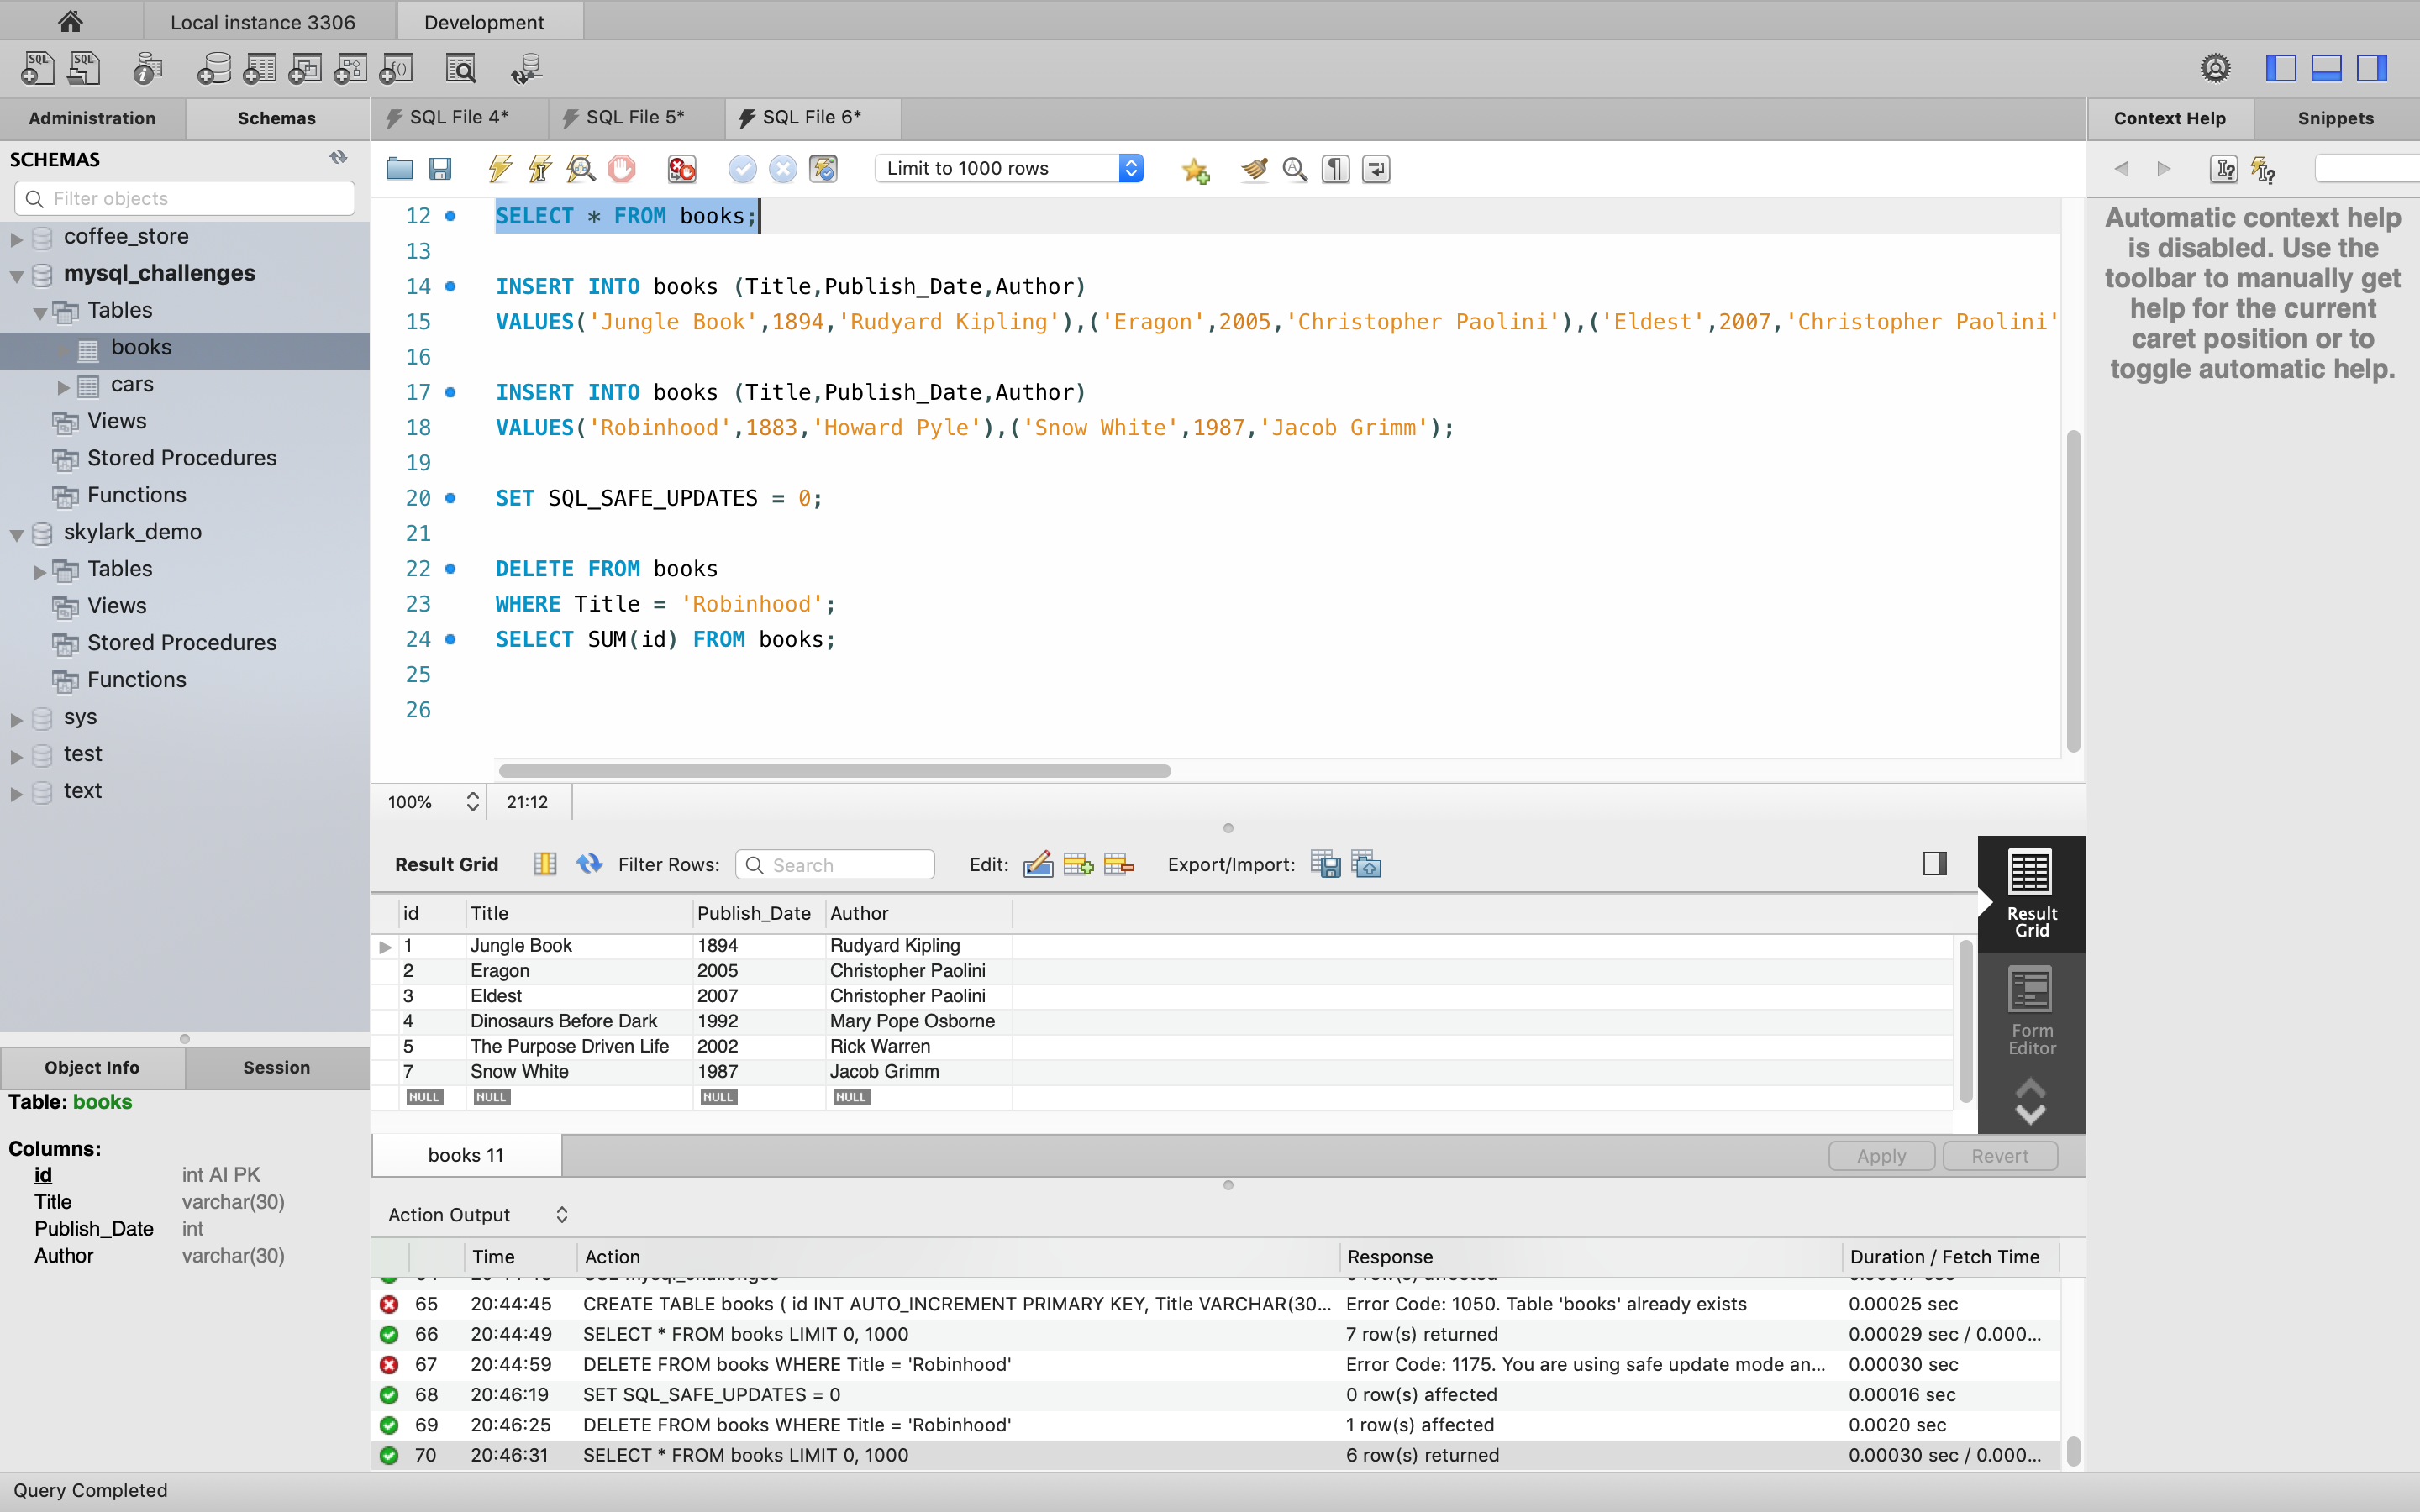 Local instance 3306
Development
SQL
SQL
Administration
Schemas
SQL File 4*
SQL File 5*
SQL File 6*
Context Help
Snippets
SCHEMAS
Limit to 1000 rows
Filter objects
coffee_store
mysql_challenges
Tables
books
cars
Views
Stored Procedures
Functions
skylark_demo
Tables
Views
Stored Procedures
Functions
sys
test
text
12 SELECT * FROM books;
13
14 INSERT INTO books (Title,Publish_Date,Author)
15 VALUES('Jungle Book',1894,'Rudyard Kipling'),('Eragon',2005,'Christopher Paolini'),('Eldest',2007,'Christopher Paolini'
16
17 INSERT INTO books (Title,Publish_Date,Author)
18 VALUES('Robinhood',1883,'Howard Pyle'),('Snow White',1987,'Jacob Grimm');
19
20 SET SQL_SAFE_UPDATES = 0;
21
22 DELETE FROM books
23 WHERE Title = 'Robinhood';
24 SELECT SUM(id) FROM books;
25
26
Automatic context help
is disabled. Use the
toolbar to manually get
help for the current
caret position or to
toggle automatic help.
100%
21:12
Result Grid
Filter Rows:
Search
Edit:
Export/Import:
id Title Publish_Date Author
1 Jungle Book 1894 Rudyard Kipling
2 Eragon 2005 Christopher Paolini
3 Eldest 2007 Christopher Paolini
4 Dinosaurs Before Dark 1992 Mary Pope Osborne
5 The Purpose Driven Life 2002 Rick Warren
7 Snow White 1987 Jacob Grimm
NULL NULL NULL NULL
Result
Grid
Form
Editor
books 11
Apply
Revert
Object Info
Session
Table: books
Columns:
id int AI PK
Title varchar(30)
Publish_Date int
Author varchar(30)
Action Output
Time Action Response Duration / Fetch Time
65 20:44:45 CREATE TABLE books ( id INT AUTO_INCREMENT PRIMARY KEY, Title VARCHAR(30... Error Code: 1050. Table 'books' already exists 0.00025 sec
66 20:44:49 SELECT * FROM books LIMIT 0, 1000 7 row(s) returned 0.00029 sec / 0.000...
67 20:44:59 DELETE FROM books WHERE Title = 'Robinhood' Error Code: 1175. You are using safe update mode an... 0.00030 sec
68 20:46:19 SET SQL_SAFE_UPDATES = 0 0 row(s) affected 0.00016 sec
69 20:46:25 DELETE FROM books WHERE Title = 'Robinhood' 1 row(s) affected 0.0020 sec
70 20:46:31 SELECT * FROM books LIMIT 0, 1000 6 row(s) returned 0.00030 sec / 0.000...
Query Completed